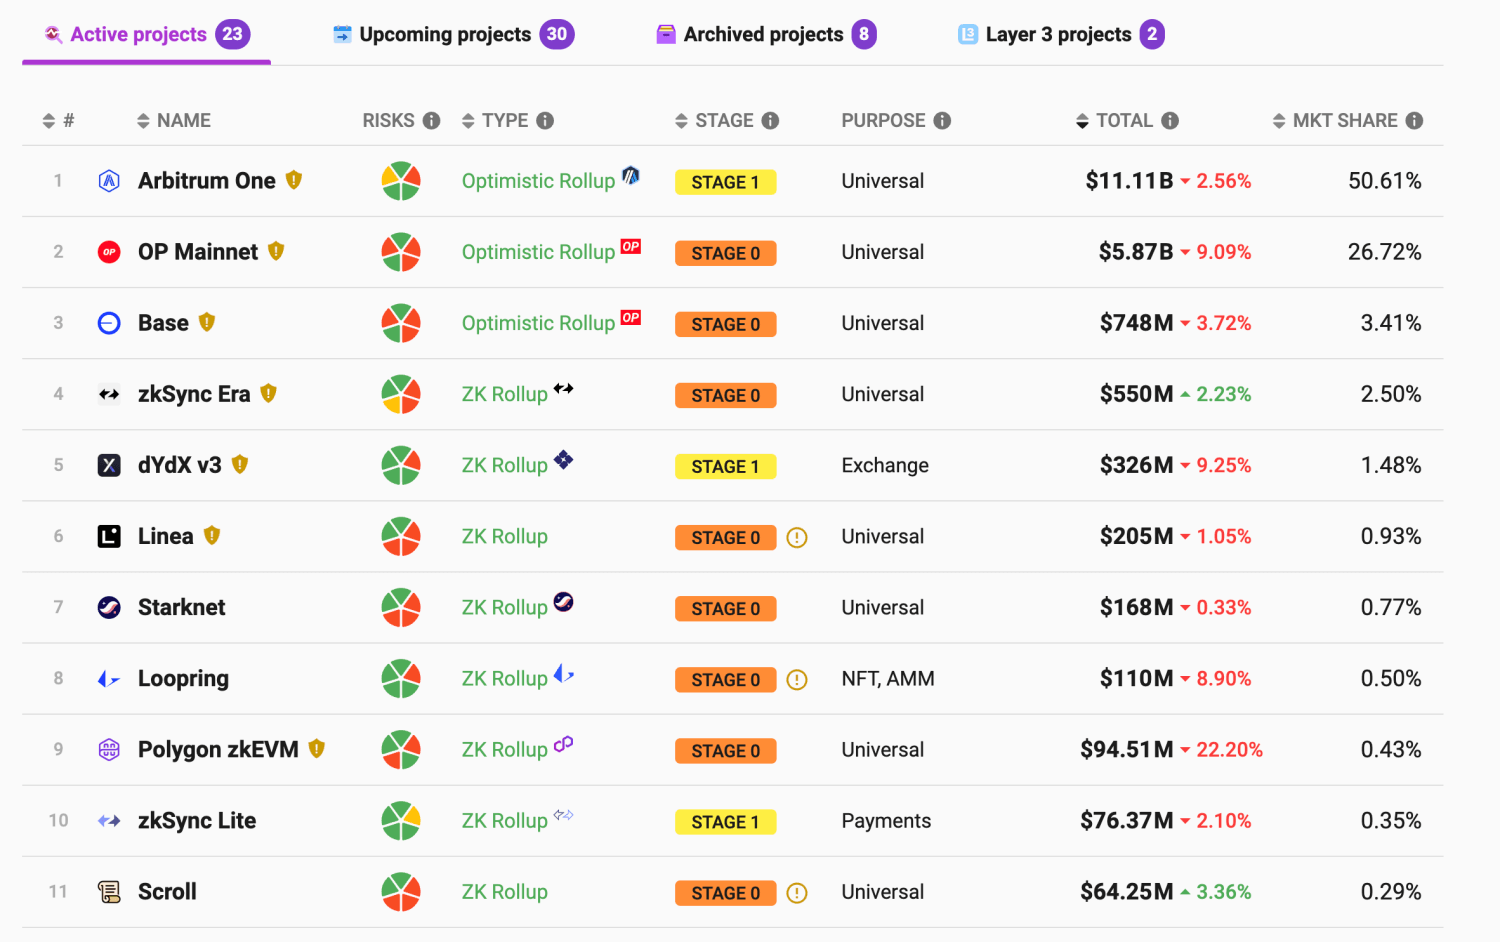 Active projects 23 Upcoming projects 30 Archived projects 8 L3 Layer 3 projects 2
# NAME RISKS TYPE STAGE PURPOSE TOTAL MKT SHARE
1 Arbitrum One Optimistic Rollup STAGE 1 Universal $11.11B 2.56% 50.61%
2 OP OP Mainnet Optimistic Rollup OP STAGE 0 Universal $5.87B 9.09% 26.72%
3 Base Optimistic Rollup OP STAGE 0 Universal $748M 3.72% 3.41%
4 zkSync Era ZK Rollup STAGE 0 Universal $550M 2.23% 2.50%
5 dYdX v3 ZK Rollup STAGE 1 Exchange $326M 9.25% 1.48%
6 Linea ZK Rollup STAGE 0 Universal $205M 1.05% 0.93%
7 Starknet ZK Rollup STAGE 0 Universal $168M 0.33% 0.77%
8 Loopring ZK Rollup STAGE 0 NFT, AMM $110M 8.90% 0.50%
9 Polygon zkEVM ZK Rollup STAGE 0 Universal $94.51M 22.20% 0.43%
10 zkSync Lite ZK Rollup STAGE 1 Payments $76.37M 2.10% 0.35%
11 Scroll ZK Rollup STAGE 0 Universal $64.25M 3.36% 0.29%